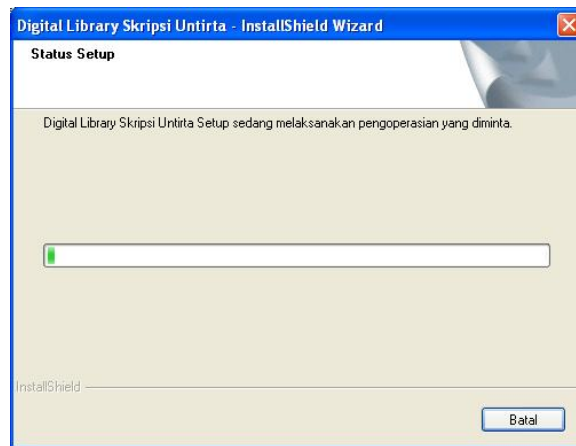 Digital Library Skripsi Untirta - InstallShield Wizard
Status Setup
Digital Library Skripsi Untirta Setup sedang melaksanakan pengoperasian yang diminta.
InstallShield
Batal